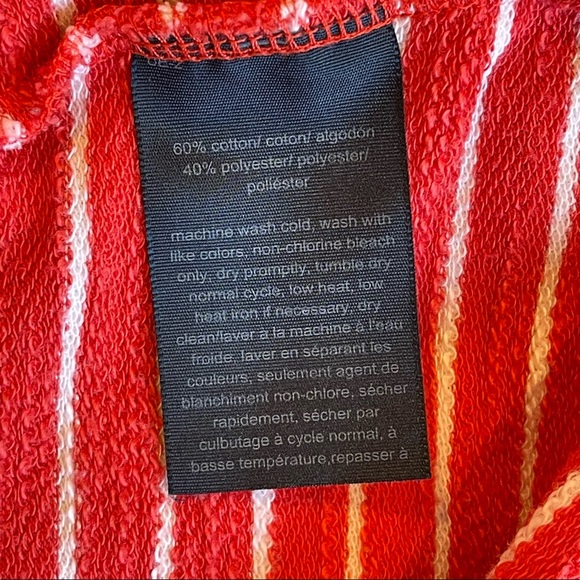 60% cotton/ coton/ algodón
40% polyester/ polyester/
poliéster
machine wash cold, wash with
like colors, non-chlorine bleach
only, dry promptly, tumble dry
normal cycle, low heat, low
heat iron if necessary, dry
clean/laver à la machine à l'eau
froide, laver en séparant les
couleurs, seulement agent de
blanchiment non-chlore, sécher
rapidement, sécher par
culbutage à cycle normal, à
basse température,repasser à